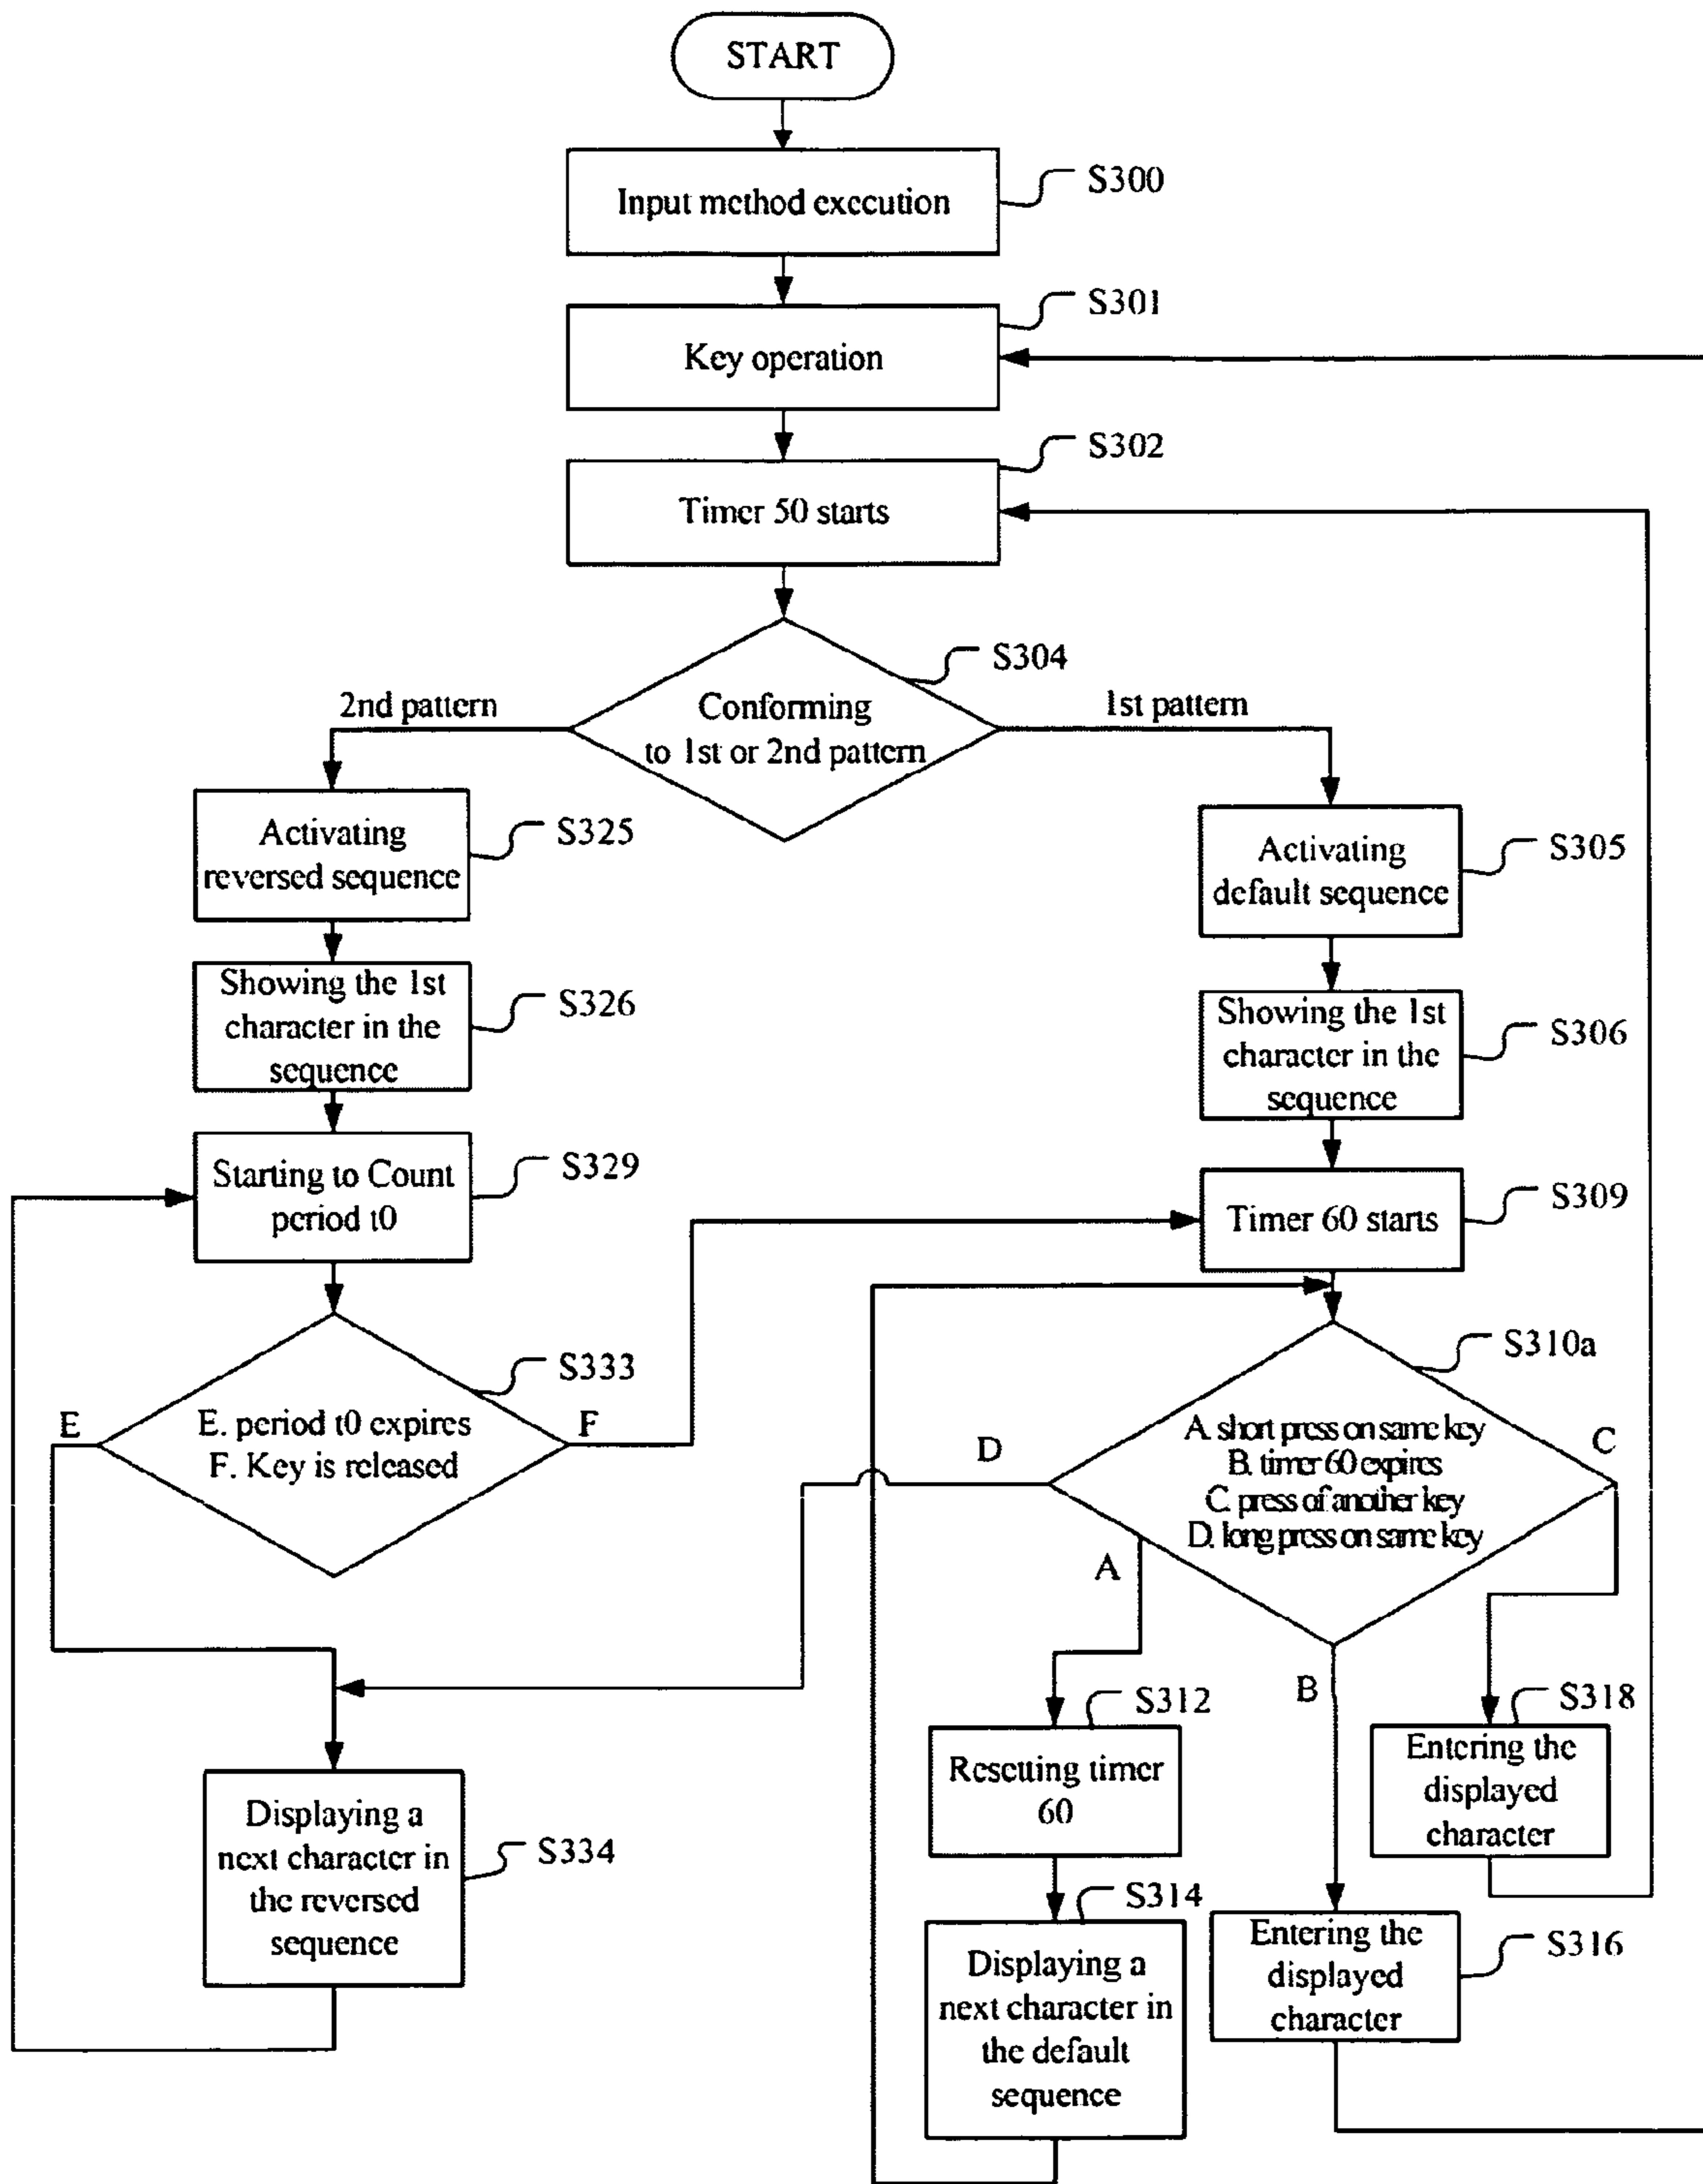 START
Input method execution
S300
Key operation
S301
Timer 50 starts
S302
Conforming
to 1st or 2nd pattern
S304
2nd pattern
1st pattern
Activating
reversed sequence
S325
Activating
default sequence
S305
Showing the 1st
character in the
sequence
S326
Showing the 1st
character in the
sequence
S306
Starting to Count
period t0
S329
Timer 60 starts
S309
E. period t0 expires
F. Key is released
S333
E
F
A. short press on same key
B. timer 60 expires
C. press of another key
D. long press on same key
S310a
D
C
A
B
Resetting timer
60
S312
Entering the
displayed
character
S318
Displaying a
next character in
the reversed
sequence
S334
Displaying a
next character in
the default
sequence
S314
Entering the
displayed
character
S316